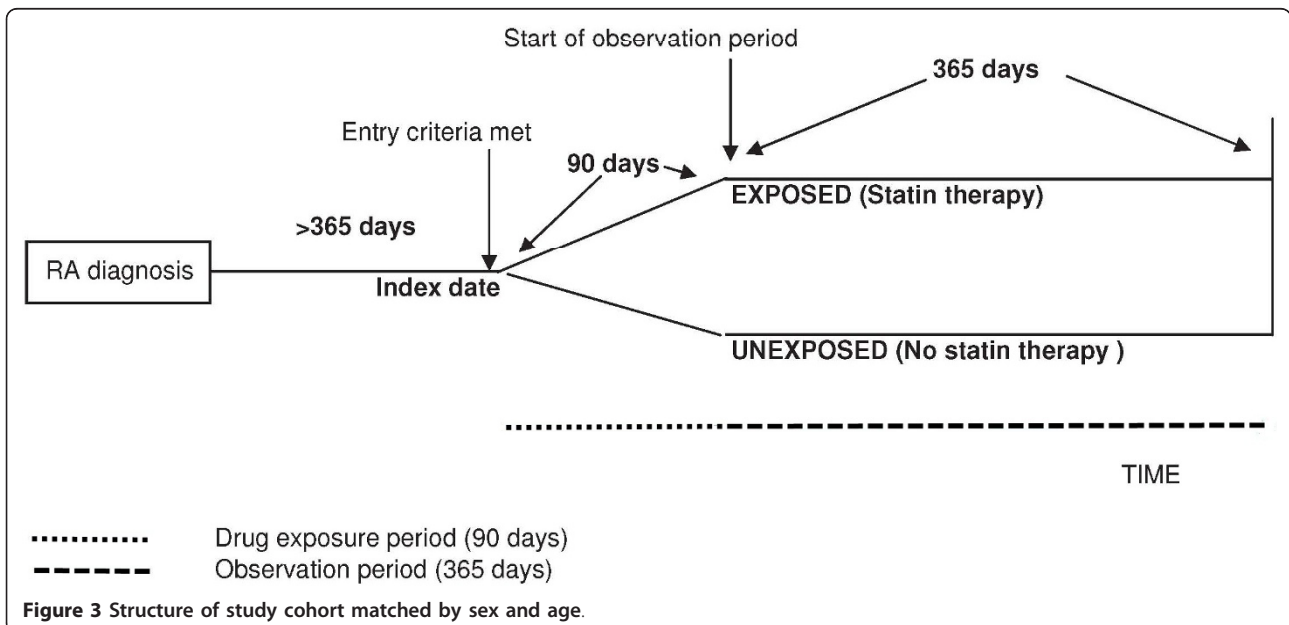 Start of observation period
365 days
Entry criteria met
90 days
EXPOSED (Statin therapy)
>365 days
RA diagnosis
Index date
UNEXPOSED (No statin therapy )
TIME
Drug exposure period (90 days)
Observation period (365 days)
Figure 3 Structure of study cohort matched by sex and age.